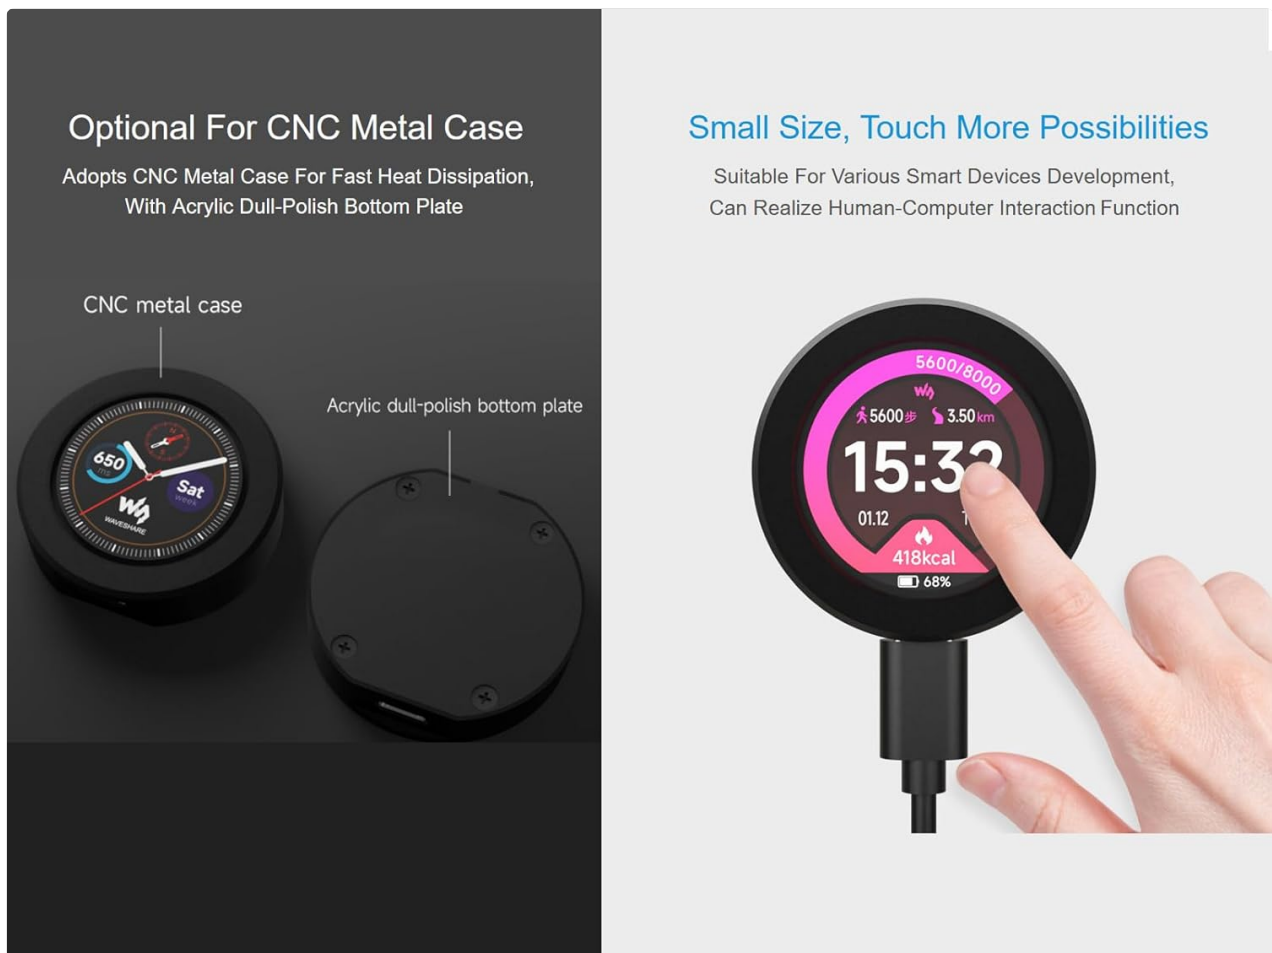 Optional For CNC Metal Case
Adopts CNC Metal Case For Fast Heat Dissipation,
With Acrylic Dull-Polish Bottom Plate
CNC metal case
Acrylic dull-polish bottom plate
N
650
ms
Sat
week
WAVESHARE
Small Size, Touch More Possibilities
Suitable For Various Smart Devices Development,
Can Realize Human-Computer Interaction Function
5600/8000
5600步 3.50km
15:32
01.12
418kcal
68%